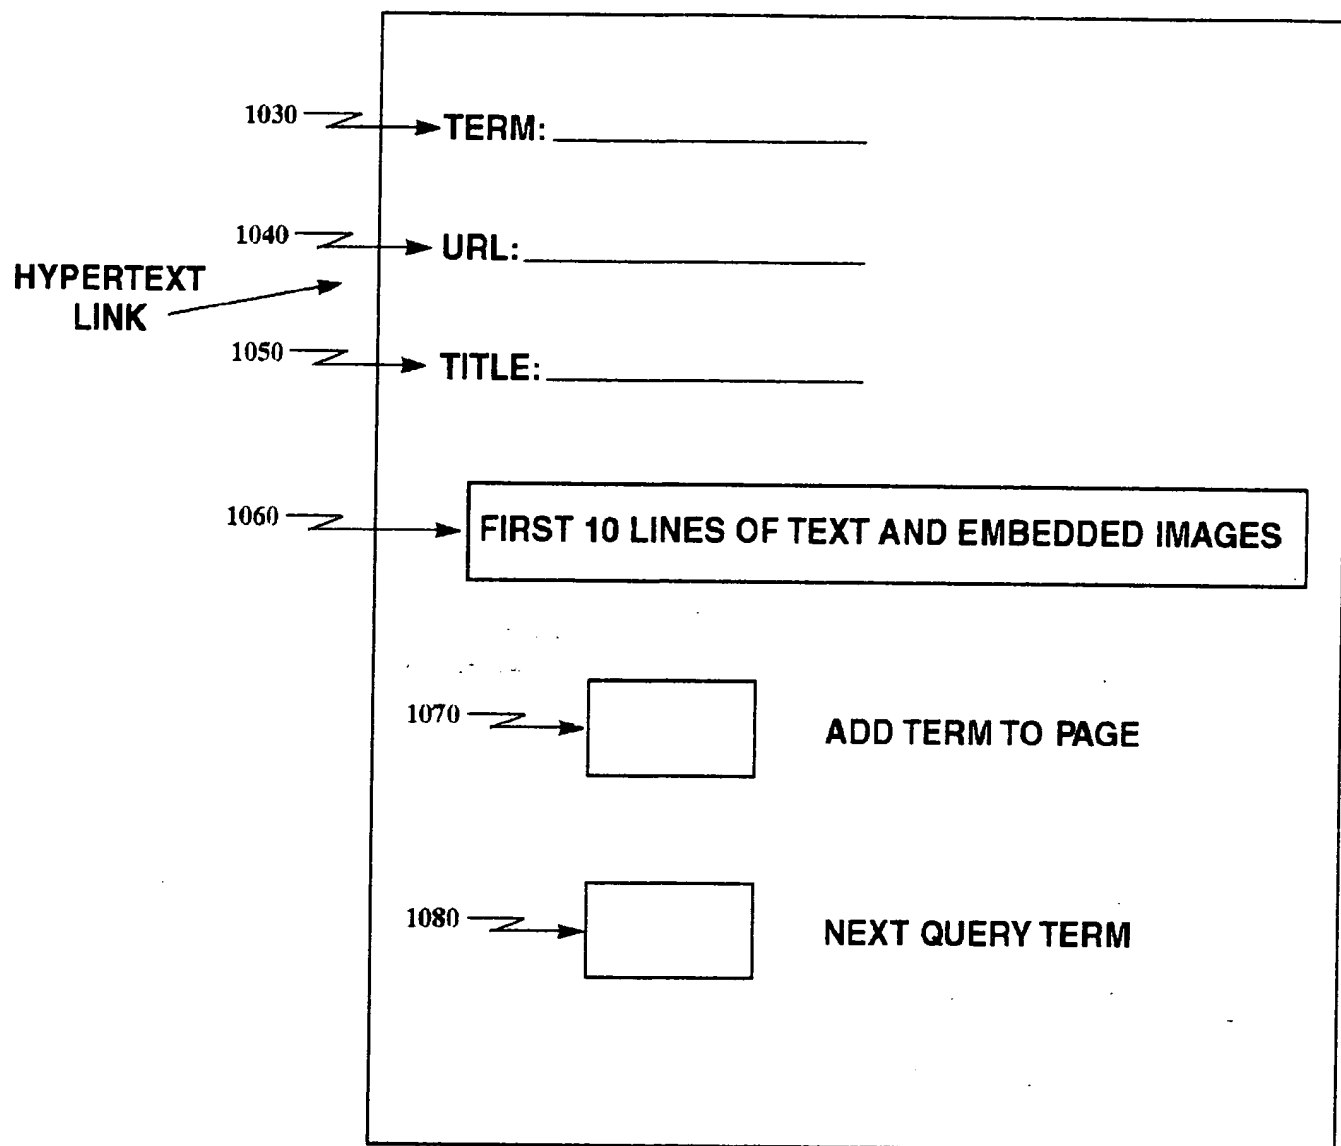 1030 TERM:
1040 URL:
HYPERTEXT
LINK
1050 TITLE:
1060 FIRST 10 LINES OF TEXT AND EMBEDDED IMAGES
1070 ADD TERM TO PAGE
1080 NEXT QUERY TERM